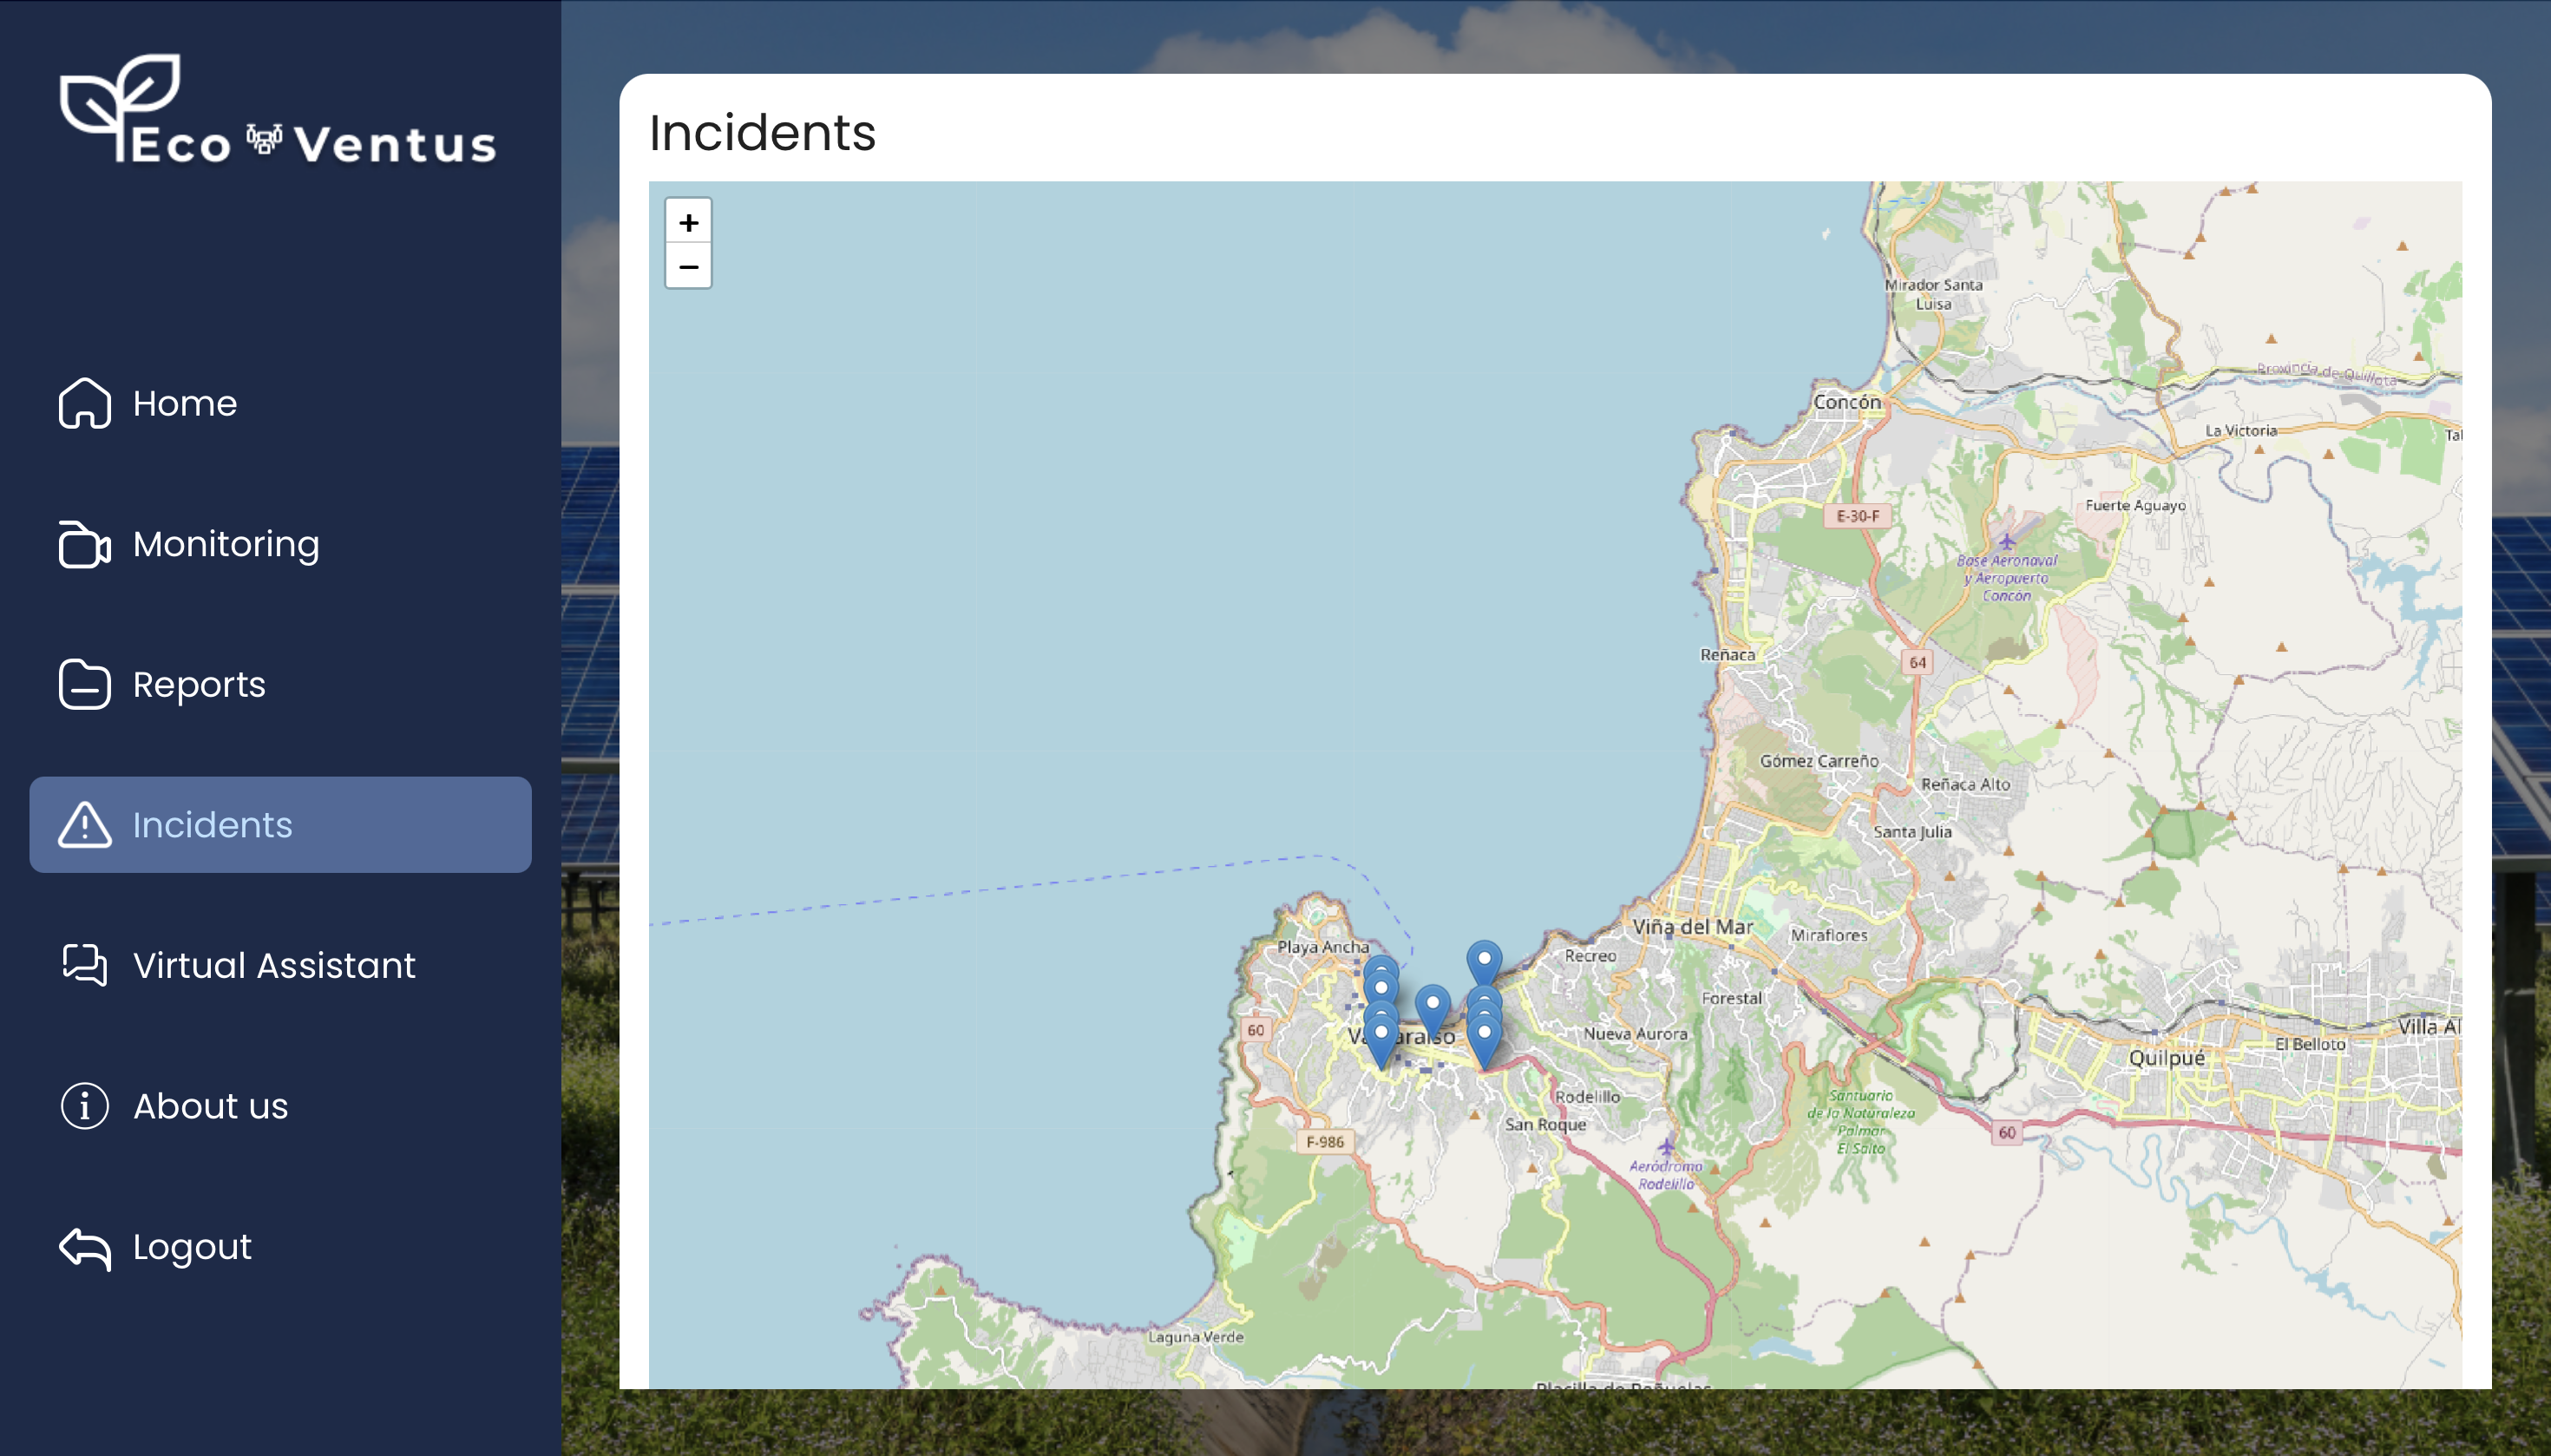 Eco Ventus
Home
Monitoring
Reports
Incidents
Virtual Assistant
About us
Logout
Incidents
+
−
Mirador Santa
Luisa
Provincia de Quillota
Concón
La Victoria
Tal
E-30-F
Fuerte Aguayo
Base Aeronaval
y Aeropuerto
Concón
Reñaca
64
Gómez Carreño
Reñaca Alto
Santa Julia
Viña del Mar
Miraflores
Playa Ancha
Recreo
Forestal
60
Nueva Aurora
Villa Al
El Belloto
Quilpué
Rodelillo
San Roque
Santuario
de la Naturaleza
Palmar
El Salto
60
F-986
Aeródromo
Rodelillo
Laguna Verde
Placilla de Peñuelas